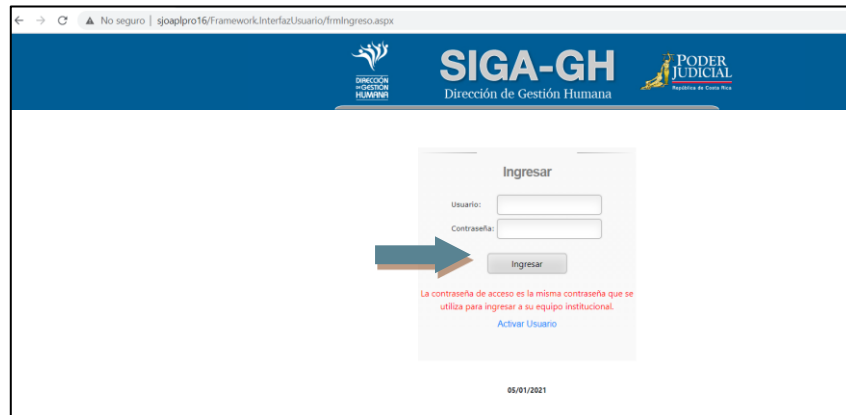 No seguro | sjoaplpro16/Framework.InterfazUsuario/frmIngreso.aspx
DIRECCIÓN
DE GESTIÓN
HUMANA
SIGA-GH
Dirección de Gestión Humana
PODER
JUDICIAL
República de Costa Rica
Ingresar
Usuario:
Contraseña:
Ingresar
La contraseña de acceso es la misma contraseña que se
utiliza para ingresar a su equipo institucional.
Activar Usuario
05/01/2021